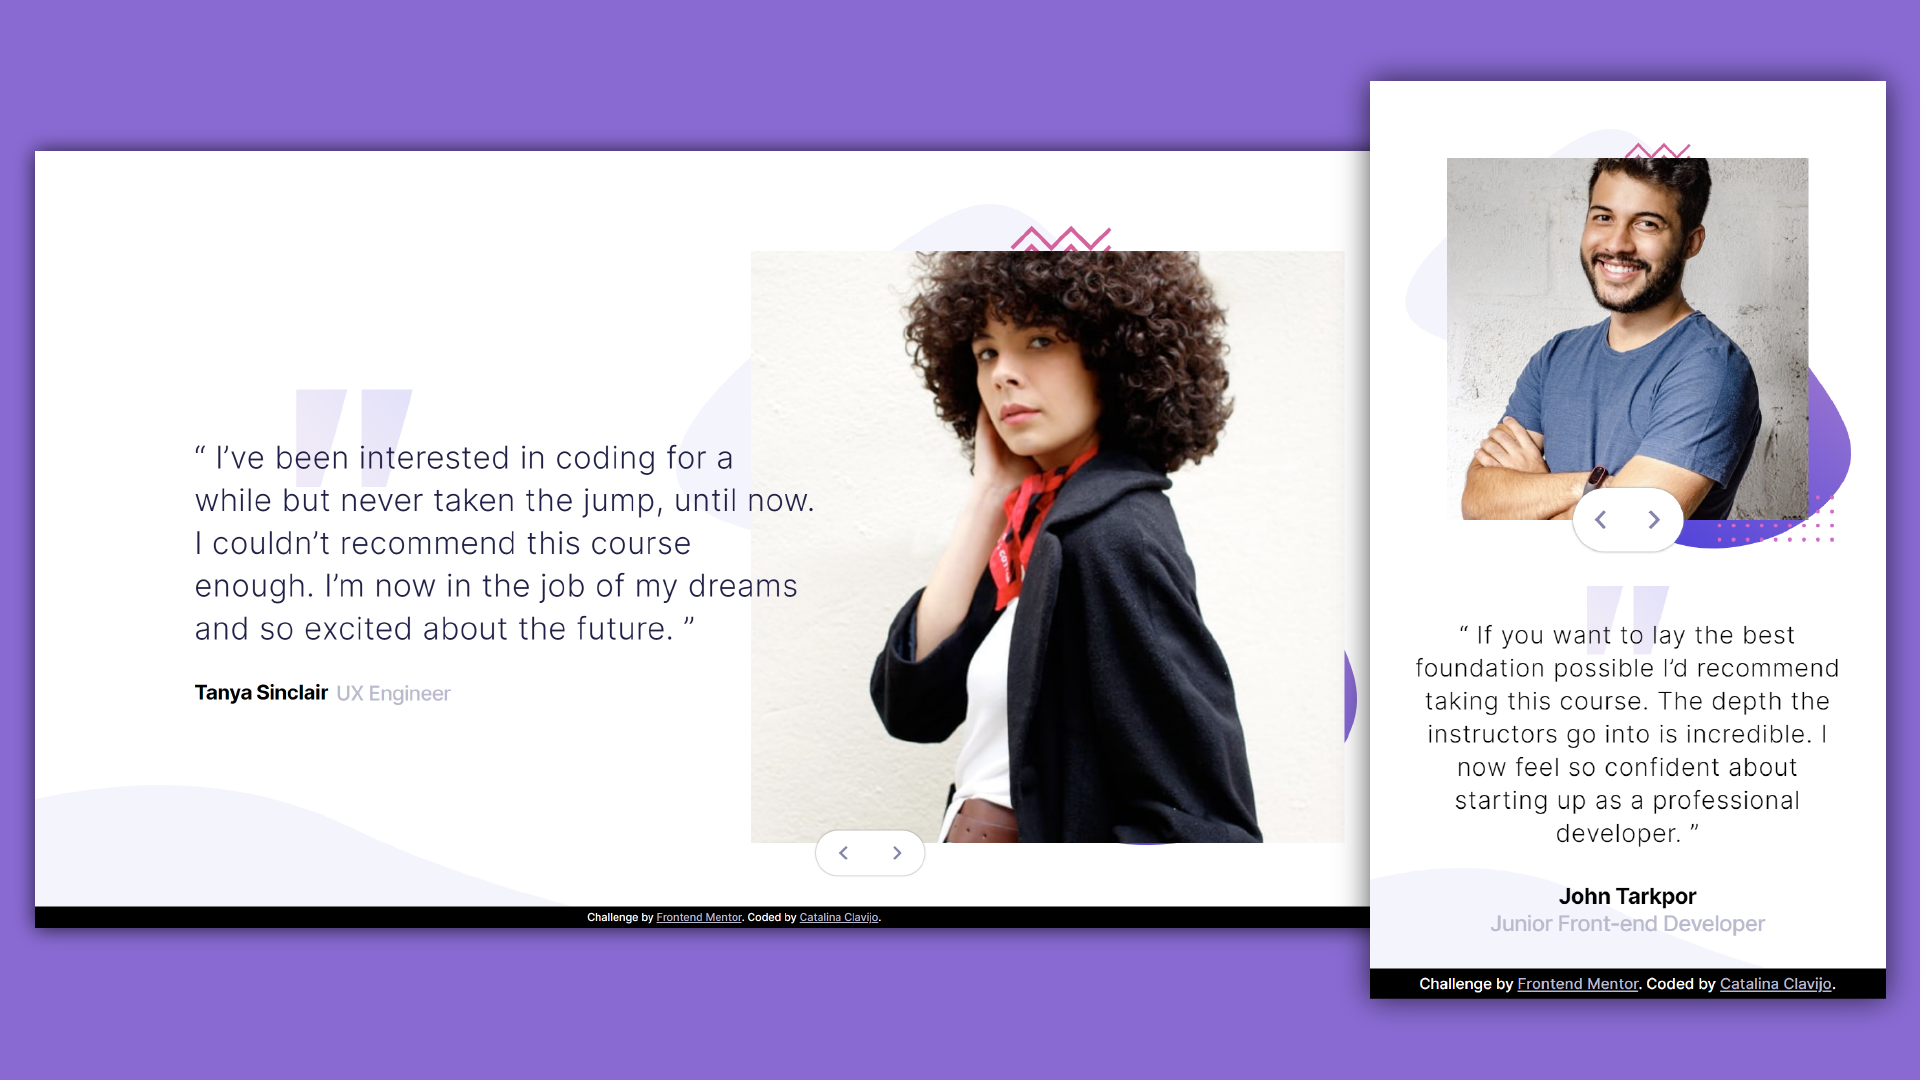 “ I’ve been interested in coding for a
while but never taken the jump, until now.
I couldn’t recommend this course
enough. I’m now in the job of my dreams
and so excited about the future. ”
Tanya Sinclair UX Engineer
Challenge by Frontend Mentor. Coded by Catalina Clavijo.
“ If you want to lay the best
foundation possible I’d recommend
taking this course. The depth the
instructors go into is incredible. I
now feel so confident about
starting up as a professional
developer. ”
John Tarkpor
Junior Front-end Developer
Challenge by Frontend Mentor. Coded by Catalina Clavijo.